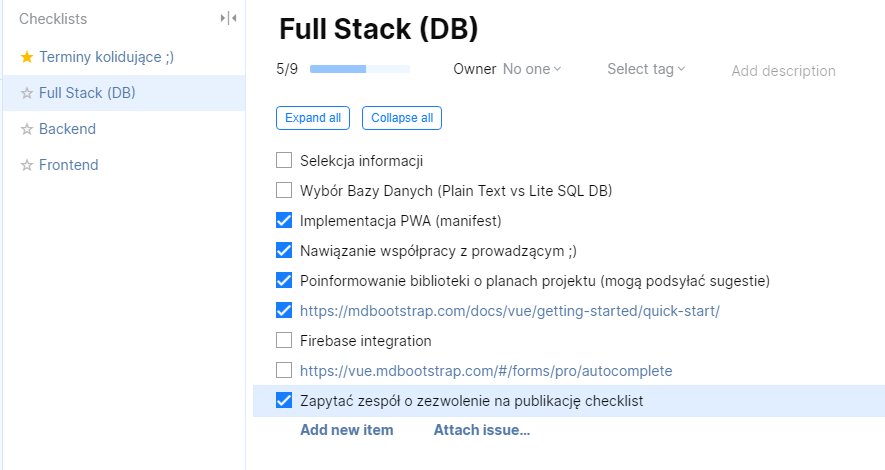 Checklists
Terminy kolidujące ;)
Full Stack (DB)
Backend
Frontend
Full Stack (DB)
5/9 Owner No one Select tag Add description
Expand all Collapse all
Selekcja informacji
Wybór Bazy Danych (Plain Text vs Lite SQL DB)
Implementacja PWA (manifest)
Nawiązanie współpracy z prowadzącym ;)
Poinformowanie biblioteki o planach projektu (mogą podsyłać sugestie)
https://mdbootstrap.com/docs/vue/getting-started/quick-start/
Firebase integration
https://vue.mdbootstrap.com/#/forms/pro/autocomplete
Zapytać zespół o zezwolenie na publikację checklist
Add new item Attach issue...